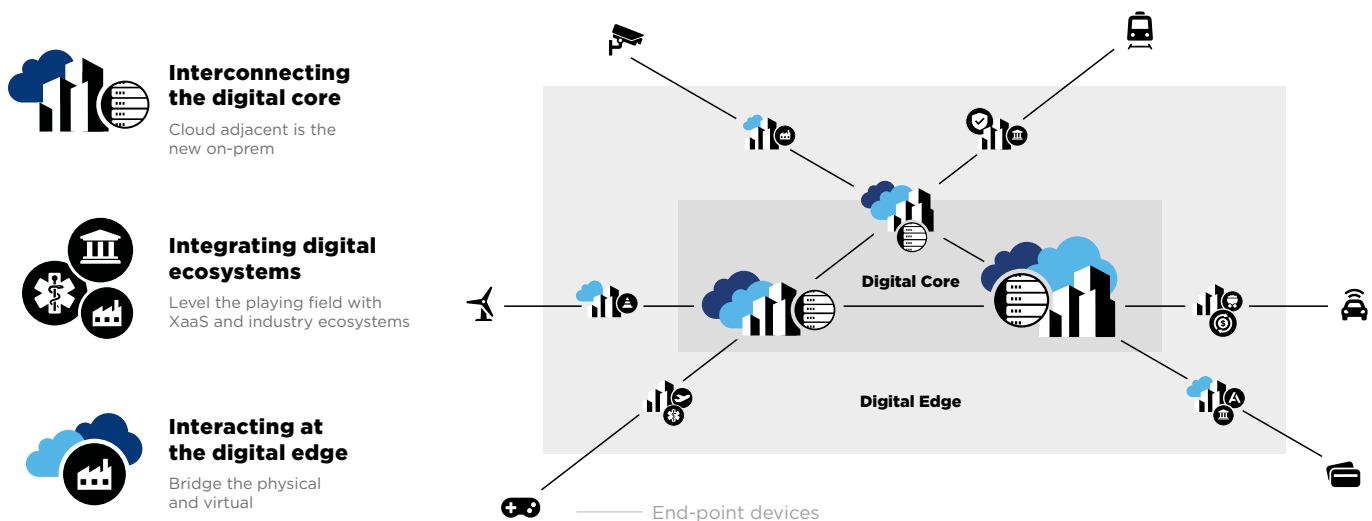 Interconnecting
the digital core
Cloud adjacent is the
new on-prem
Integrating digital
ecosystems
Level the playing field with
XaaS and industry ecosystems
Interacting at
the digital edge
Bridge the physical
and virtual
Digital Core
Digital Edge
End-point devices